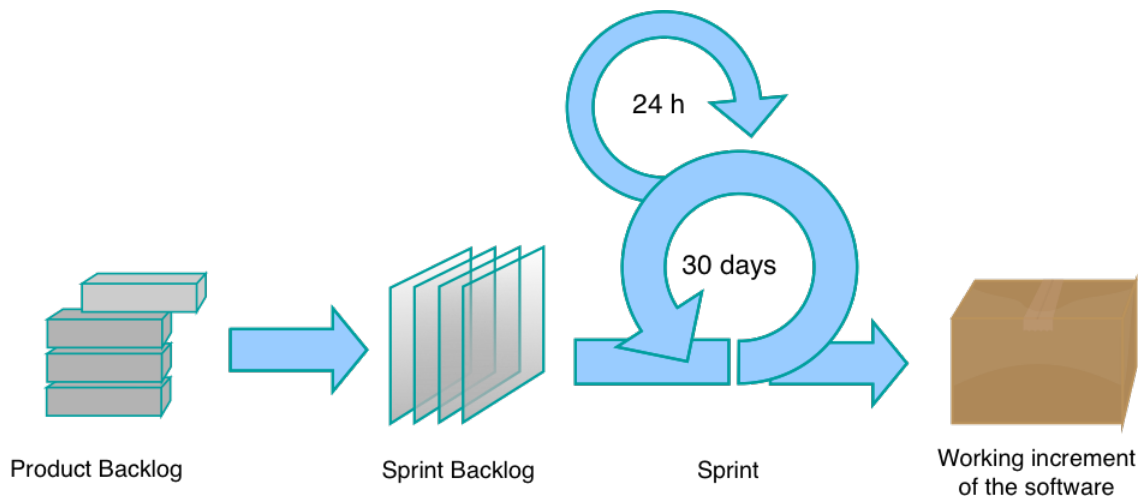 24 h
30 days
Product Backlog
Sprint Backlog
Sprint
Working increment
of the software